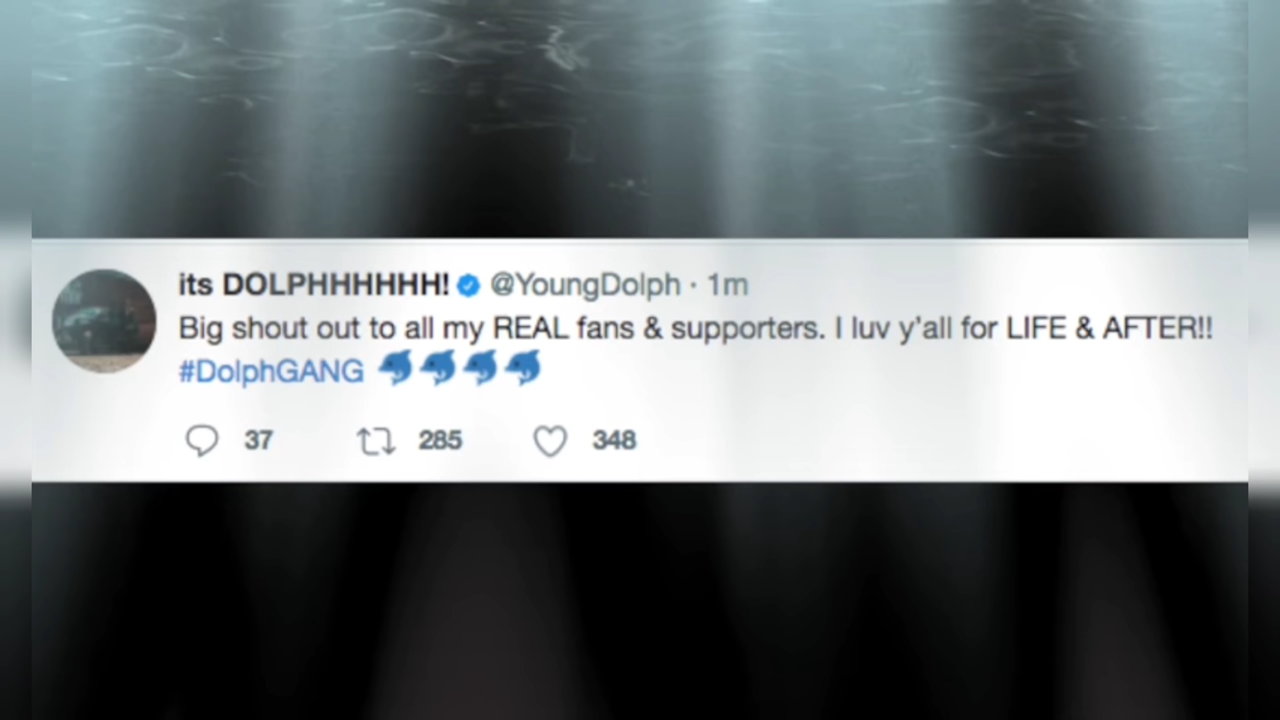 its DOLPHHHHHH! @YoungDolph · 1m
Big shout out to all my REAL fans & supporters. I luv y'all for LIFE & AFTER!!
#DolphGANG 🐬🐬🐬🐬
37 285 348